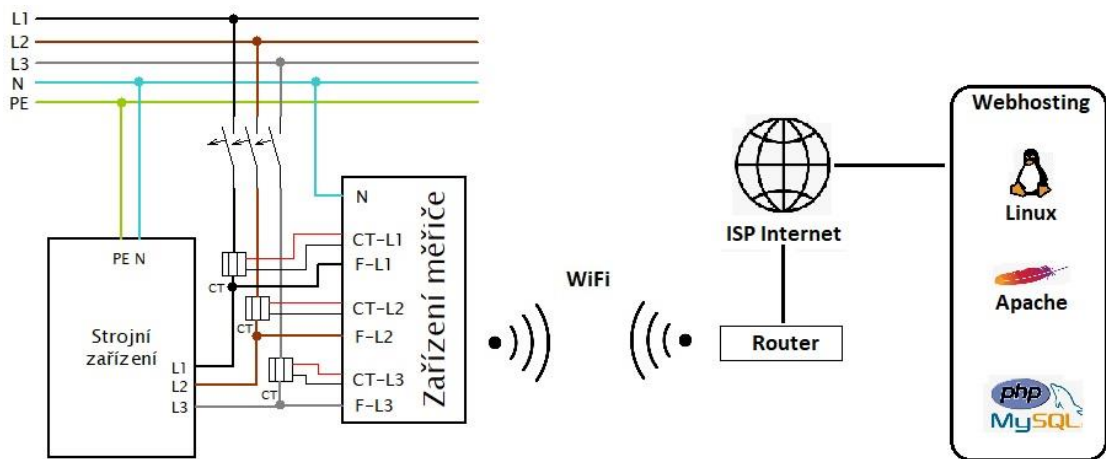 L1
L2
L3
N
PE
PE N
Strojní
zařízení
L1
L2
L3
CT
CT
CT
N
CT-L1
F-L1
CT-L2
F-L2
CT-L3
F-L3
Zařízení měřiče
WiFi
ISP Internet
Router
Webhosting
Linux
Apache
php
MySQL